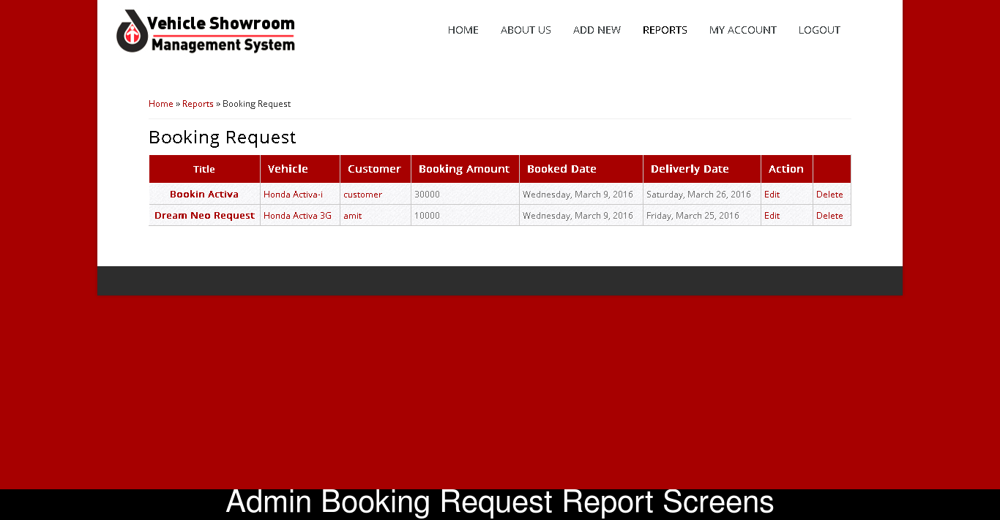 Vehicle Showroom
Management System
HOME ABOUT US ADD NEW REPORTS MY ACCOUNT LOGOUT
Home » Reports » Booking Request
Booking Request
Title Vehicle Customer Booking Amount Booked Date Deliverly Date Action
Bookin Activa Honda Activa-i customer 30000 Wednesday, March 9, 2016 Saturday, March 26, 2016 Edit Delete
Dream Neo Request Honda Activa 3G amit 10000 Wednesday, March 9, 2016 Friday, March 25, 2016 Edit Delete
Admin Booking Request Report Screens